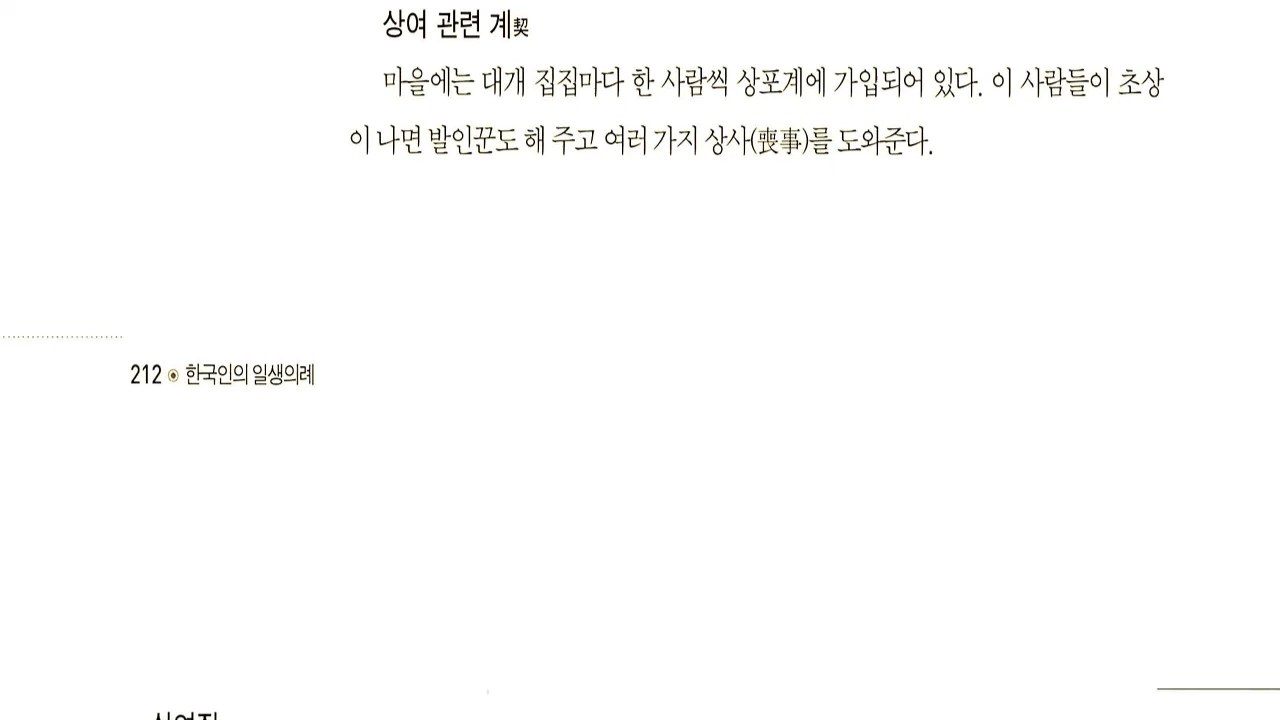 상여 관련 계契
마을에는 대개 집집마다 한 사람씩 상포계에 가입되어 있다. 이 사람들이 초상
이 나면 발인꾼도 해 주고 여러 가지 상사(喪事)를 도와준다.
212 ◉ 한국인의 일생의례